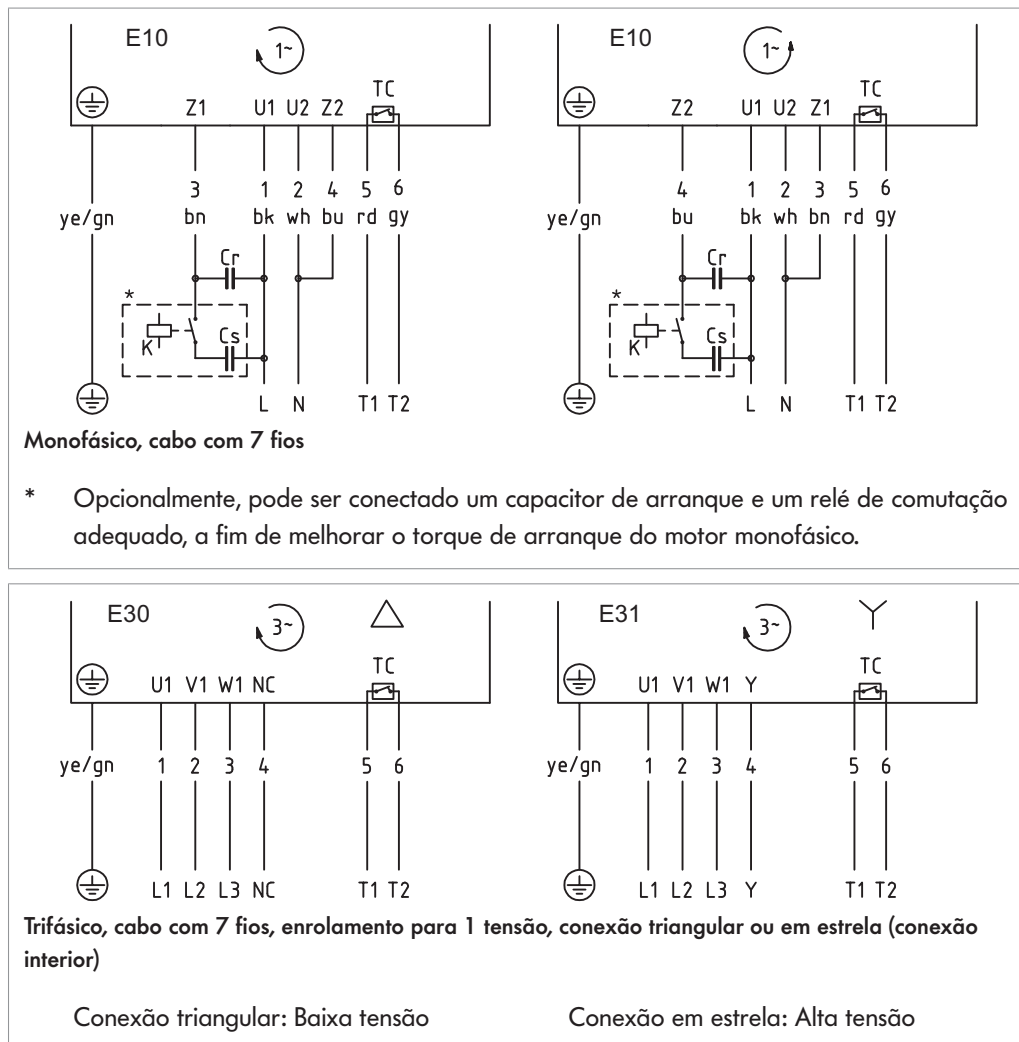 E10
1~
TC
Z1 U1 U2 Z2
3 1 2 4 5 6
ye/gn bn bk wh bu rd gy
Cr
*
K Cs
L N T1 T2
E10
1~
TC
Z2 U1 U2 Z1
4 1 2 3 5 6
ye/gn bu bk wh bn rd gy
Cr
*
K Cs
L N T1 T2
Monofásico, cabo com 7 fios
* Opcionalmente, pode ser conectado um capacitor de arranque e um relé de comutação
adequado, a fim de melhorar o torque de arranque do motor monofásico.
E30
3~
TC
U1 V1 W1 NC
ye/gn 1 2 3 4 5 6
L1 L2 L3 NC T1 T2
E31
3~
TC
U1 V1 W1 Y
ye/gn 1 2 3 4 5 6
L1 L2 L3 Y T1 T2
Trifásico, cabo com 7 fios, enrolamento para 1 tensão, conexão triangular ou em estrela (conexão
interior)
Conexão triangular: Baixa tensão Conexão em estrela: Alta tensão